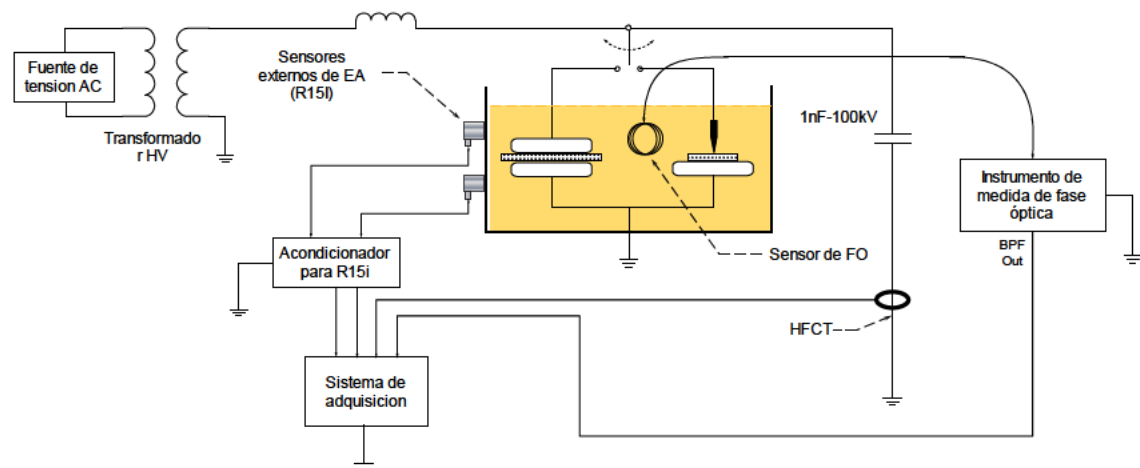 Fuente de
tension AC
Transformado
r HV
Sensores
externos de EA
(R15I)
1nF-100kV
Instrumento de
medida de fase
óptica
BPF
Out
Sensor de FO
Acondicionador
para R15i
HFCT
Sistema de
adquisicion